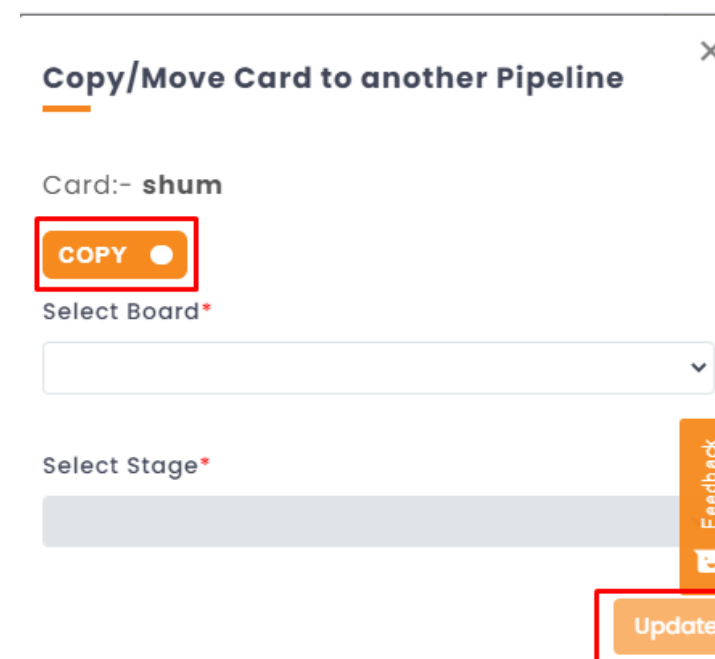 Copy/Move Card to another Pipeline
Card:- shum
COPY
Select Board*
Select Stage*
Feedback
Update